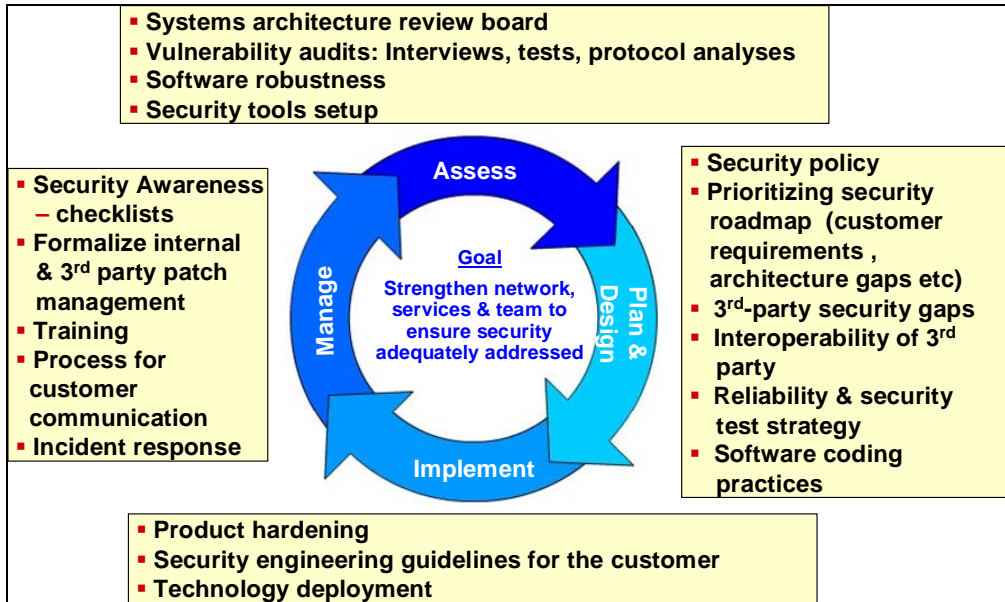 ▪ Systems architecture review board
▪ Vulnerability audits: Interviews, tests, protocol analyses
▪ Software robustness
▪ Security tools setup
Assess
▪ Security Awareness
– checklists
▪ Formalize internal
& 3rd party patch
management
▪ Training
▪ Process for
customer
communication
▪ Incident response
Manage
Goal
Strengthen network,
services & team to
ensure security
adequately addressed
Plan &
Design
▪ Security policy
▪ Prioritizing security
roadmap (customer
requirements ,
architecture gaps etc)
▪ 3rd-party security gaps
▪ Interoperability of 3rd
party
▪ Reliability & security
test strategy
▪ Software coding
practices
Implement
▪ Product hardening
▪ Security engineering guidelines for the customer
▪ Technology deployment